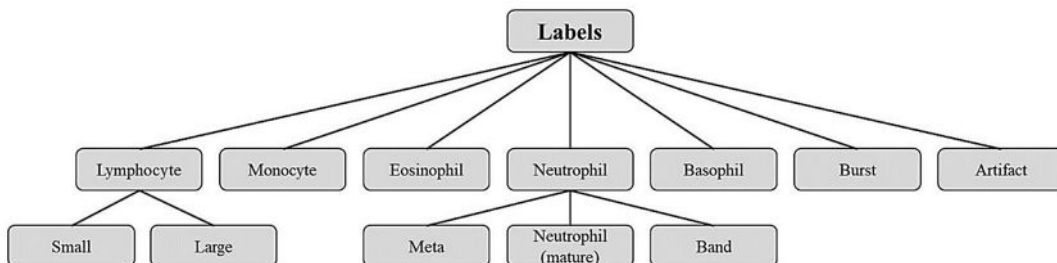 Labels
Lymphocyte
Monocyte
Eosinophil
Neutrophil
Basophil
Burst
Artifact
Small
Large
Meta
Neutrophil
(mature)
Band